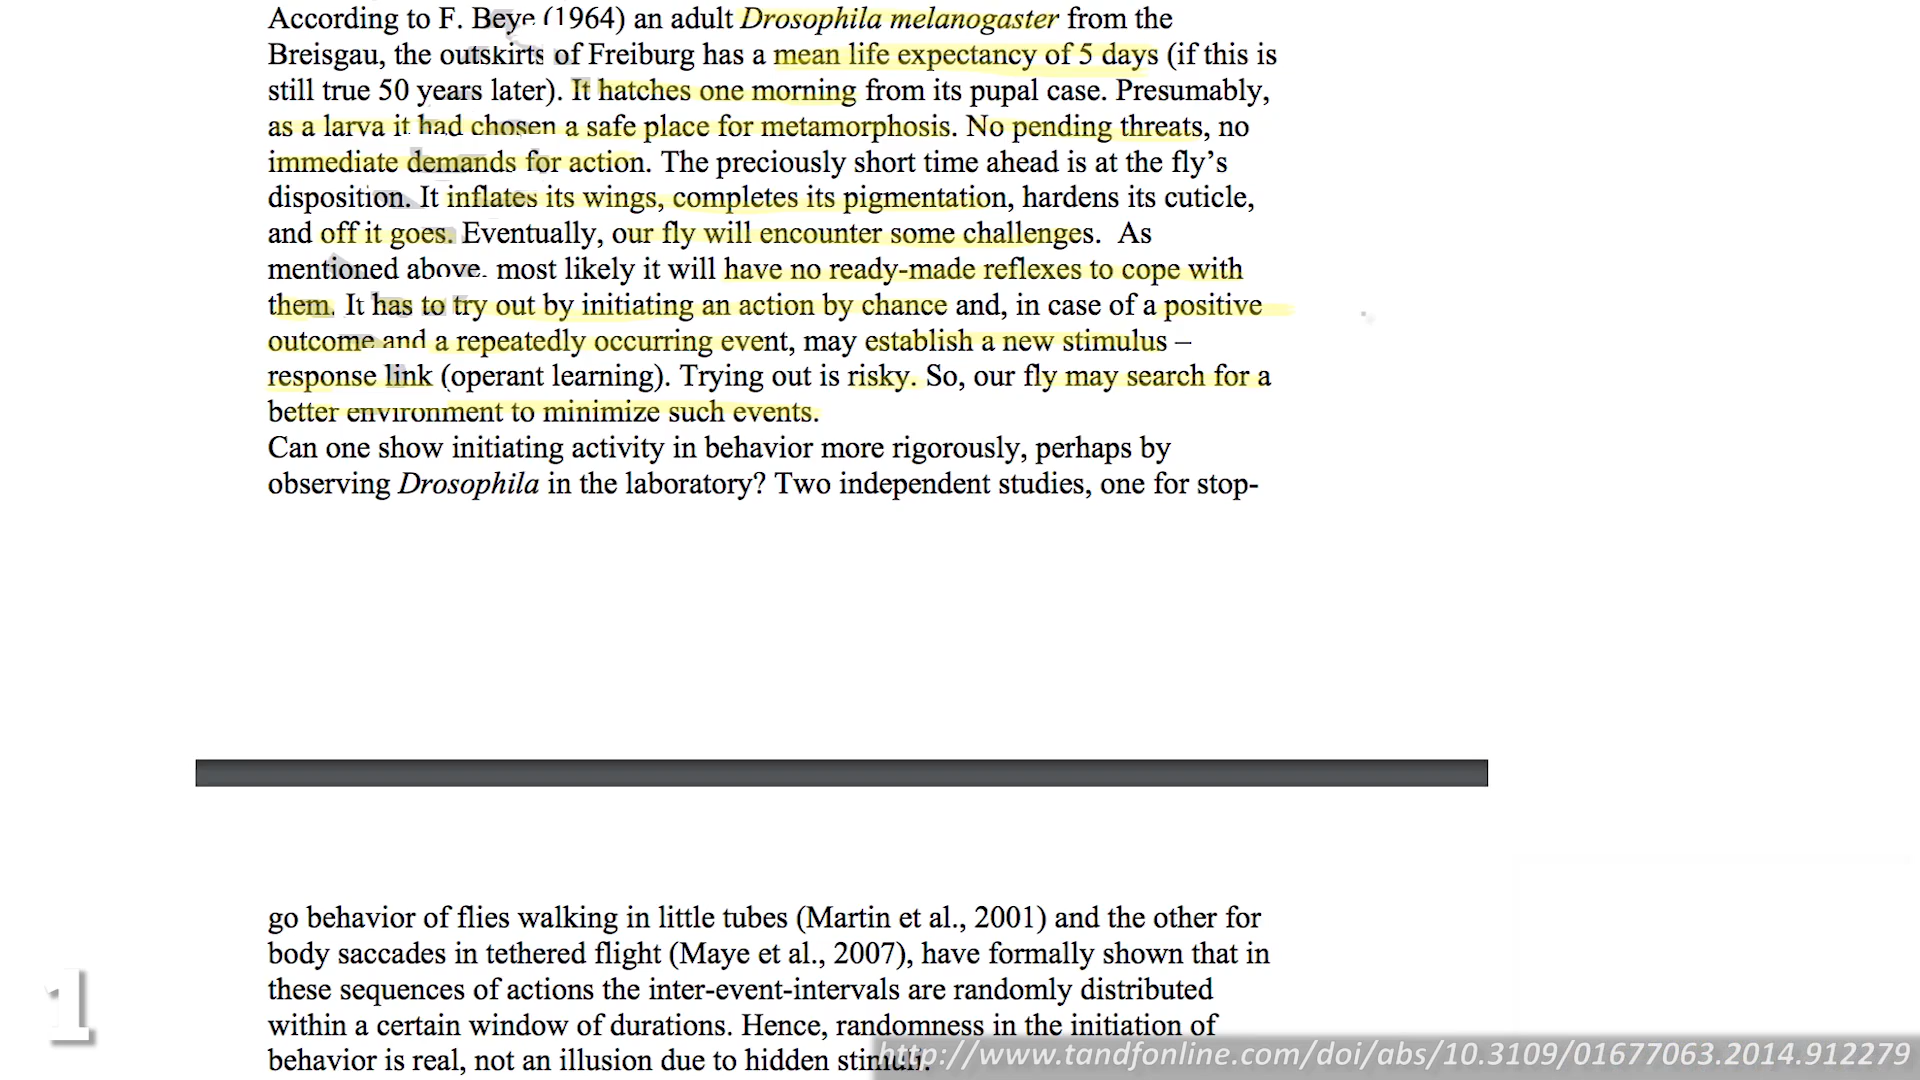 According to F. Beye (1964) an adult Drosophila melanogaster from the
Breisgau, the outskirts of Freiburg has a mean life expectancy of 5 days (if this is
still true 50 years later). It hatches one morning from its pupal case. Presumably,
as a larva it had chosen a safe place for metamorphosis. No pending threats, no
immediate demands for action. The preciously short time ahead is at the fly’s
disposition. It inflates its wings, completes its pigmentation, hardens its cuticle,
and off it goes. Eventually, our fly will encounter some challenges. As
mentioned above, most likely it will have no ready-made reflexes to cope with
them. It has to try out by initiating an action by chance and, in case of a positive
outcome and a repeatedly occurring event, may establish a new stimulus –
response link (operant learning). Trying out is risky. So, our fly may search for a
better environment to minimize such events.
Can one show initiating activity in behavior more rigorously, perhaps by
observing Drosophila in the laboratory? Two independent studies, one for stop-
go behavior of flies walking in little tubes (Martin et al., 2001) and the other for
body saccades in tethered flight (Maye et al., 2007), have formally shown that in
these sequences of actions the inter-event-intervals are randomly distributed
within a certain window of durations. Hence, randomness in the initiation of
behavior is real, not an illusion due to hidden stimuli.
1
http://www.tandfonline.com/doi/abs/10.3109/01677063.2014.912279